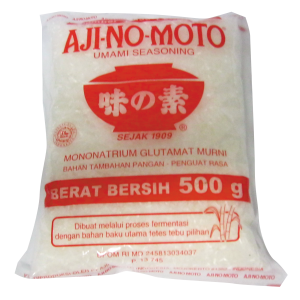 AJI-NO-MOTO
UMAMI SEASONING
味の素
SEJAK 1909
MONONATRIUM GLUTAMAT MURNI
BAHAN TAMBAHAN PANGAN - PENGUAT RASA
BERAT BERSIH 500 g
Dibuat melalui proses fermentasi
dengan bahan baku utama tetes tebu pilihan